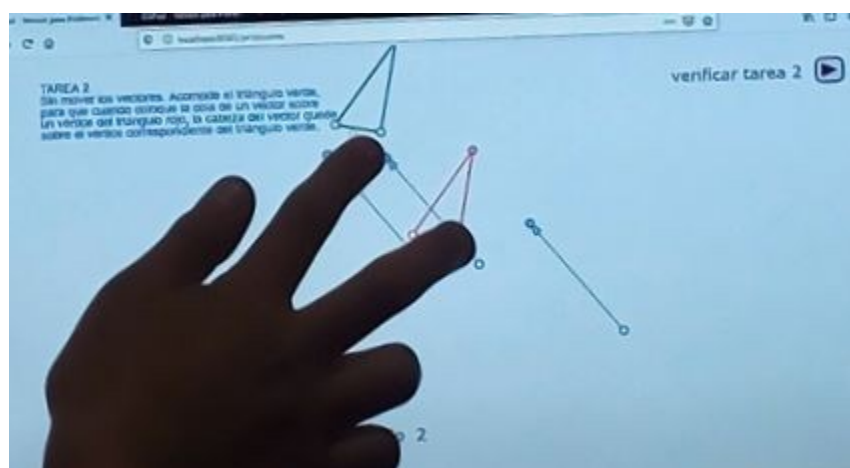 TAREA 2
Sin mover los vectores. Acomode el triángulo verde,
para que cuando coloque la cola de un vector sobre
un vértice del triángulo rojo, la cabeza del vector quede
sobre el vértice correspondiente del triángulo verde.
verificar tarea 2
2